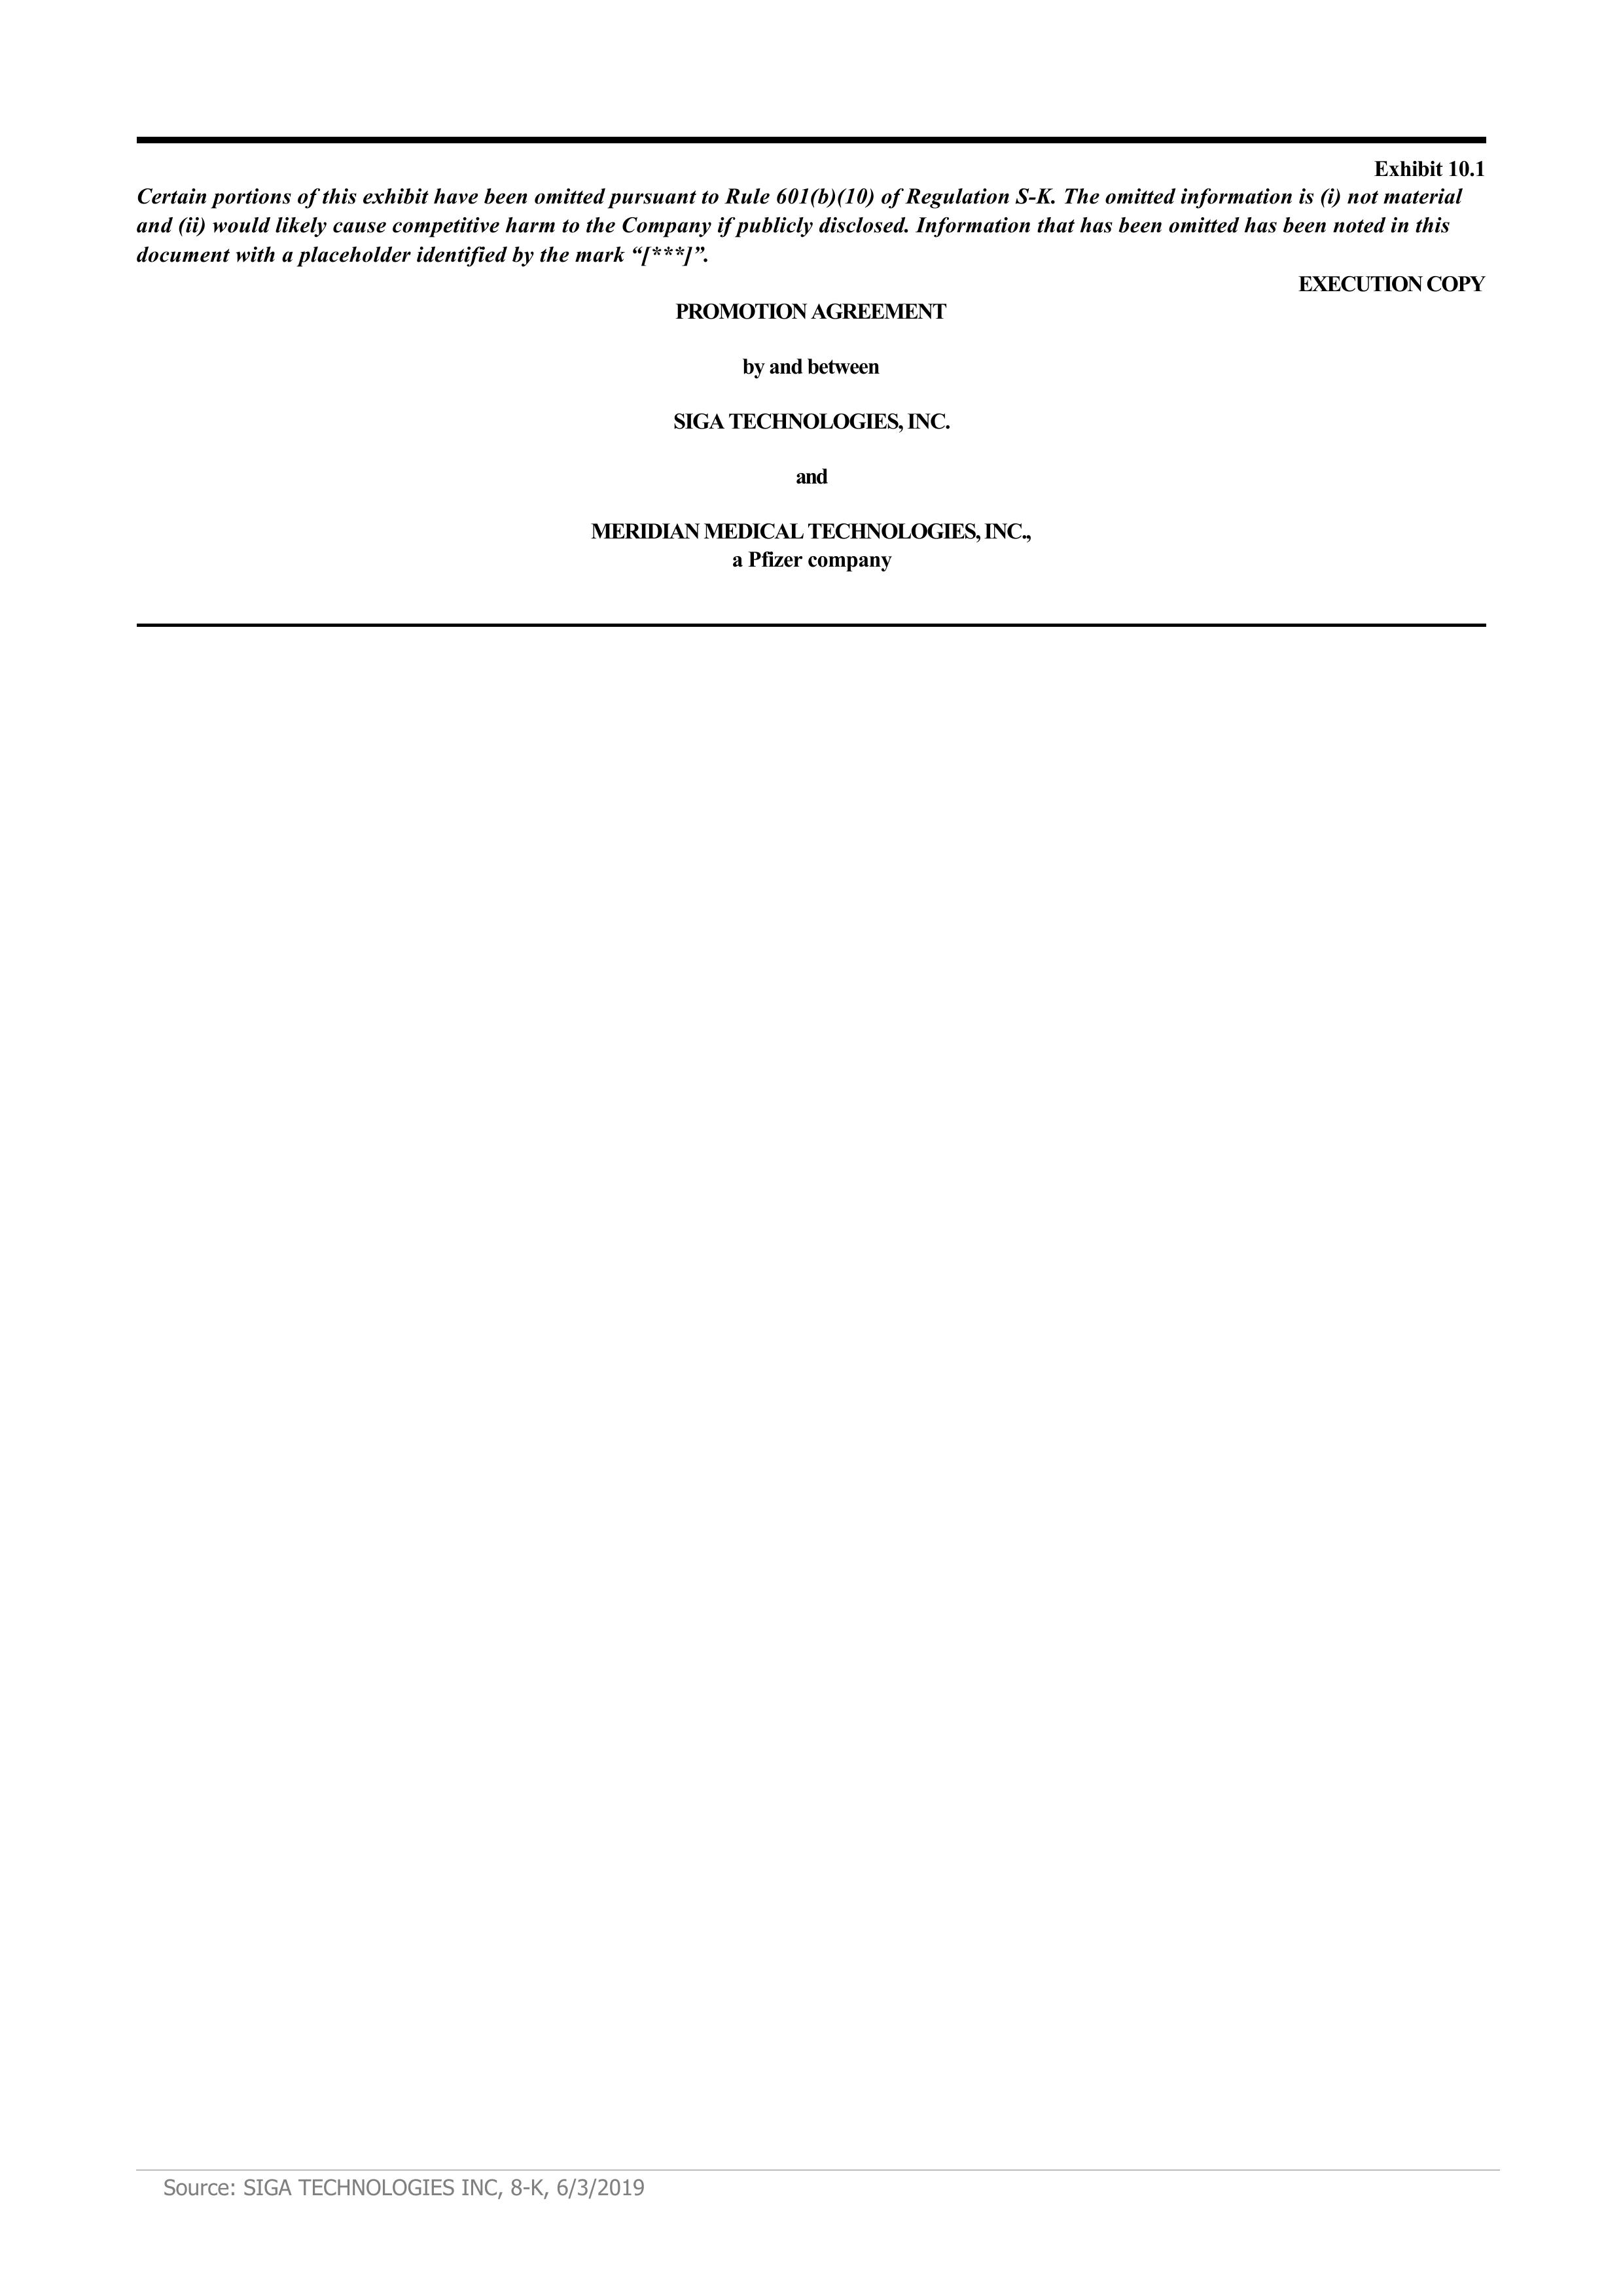 Exhibit 10.1
Certain portions of this exhibit have been omitted pursuant to Rule 601(b)(10) of Regulation S-K. The omitted information is (i) not material
and (ii) would likely cause competitive harm to the Company if publicly disclosed. Information that has been omitted has been noted in this
document with a placeholder identified by the mark “[***]”.
EXECUTION COPY
PROMOTION AGREEMENT
by and between
SIGA TECHNOLOGIES, INC.
and
MERIDIAN MEDICAL TECHNOLOGIES, INC.,
a Pfizer company
Source: SIGA TECHNOLOGIES INC, 8-K, 6/3/2019